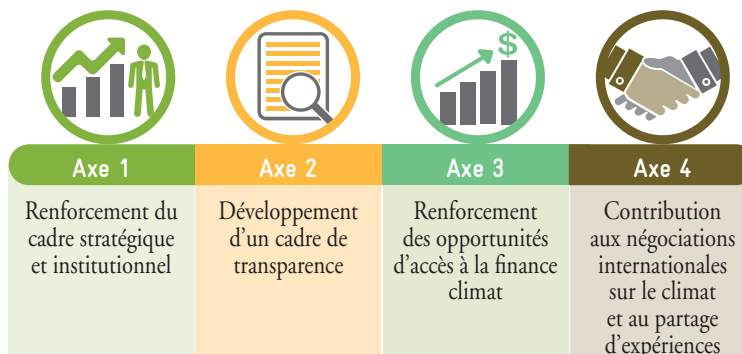 $
Axe 1
Renforcement du
cadre stratégique
et institutionnel
Axe 2
Développement
d'un cadre de
transparence
Axe 3
Renforcement
des opportunités
d'accès à la finance
climat
Axe 4
Contribution
aux négociations
internationales
sur le climat
et au partage
d'expériences